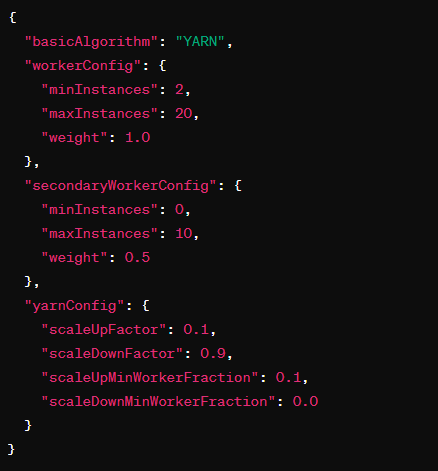 {
  "basicAlgorithm": "YARN",
  "workerConfig": {
    "minInstances": 2,
    "maxInstances": 20,
    "weight": 1.0
  },
  "secondaryWorkerConfig": {
    "minInstances": 0,
    "maxInstances": 10,
    "weight": 0.5
  },
  "yarnConfig": {
    "scaleUpFactor": 0.1,
    "scaleDownFactor": 0.9,
    "scaleUpMinWorkerFraction": 0.1,
    "scaleDownMinWorkerFraction": 0.0
  }
}